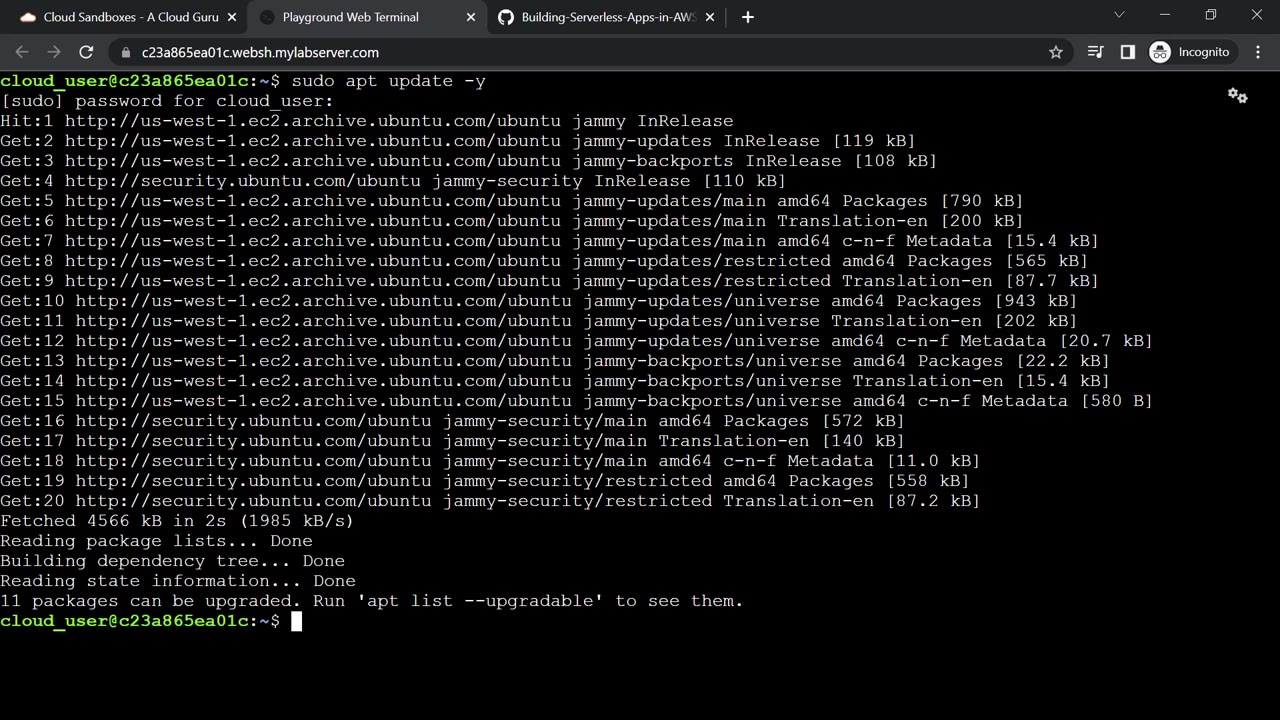 Cloud Sandboxes - A Cloud Guru
Playground Web Terminal
Building-Serverless-Apps-in-AWS
c23a865ea01c.websh.mylabserver.com
Incognito
cloud_user@c23a865ea01c:~$ sudo apt update -y
[sudo] password for cloud_user:
Hit:1 http://us-west-1.ec2.archive.ubuntu.com/ubuntu jammy InRelease
Get:2 http://us-west-1.ec2.archive.ubuntu.com/ubuntu jammy-updates InRelease [119 kB]
Get:3 http://us-west-1.ec2.archive.ubuntu.com/ubuntu jammy-backports InRelease [108 kB]
Get:4 http://security.ubuntu.com/ubuntu jammy-security InRelease [110 kB]
Get:5 http://us-west-1.ec2.archive.ubuntu.com/ubuntu jammy-updates/main amd64 Packages [790 kB]
Get:6 http://us-west-1.ec2.archive.ubuntu.com/ubuntu jammy-updates/main Translation-en [200 kB]
Get:7 http://us-west-1.ec2.archive.ubuntu.com/ubuntu jammy-updates/main amd64 c-n-f Metadata [15.4 kB]
Get:8 http://us-west-1.ec2.archive.ubuntu.com/ubuntu jammy-updates/restricted amd64 Packages [565 kB]
Get:9 http://us-west-1.ec2.archive.ubuntu.com/ubuntu jammy-updates/restricted Translation-en [87.7 kB]
Get:10 http://us-west-1.ec2.archive.ubuntu.com/ubuntu jammy-updates/universe amd64 Packages [943 kB]
Get:11 http://us-west-1.ec2.archive.ubuntu.com/ubuntu jammy-updates/universe Translation-en [202 kB]
Get:12 http://us-west-1.ec2.archive.ubuntu.com/ubuntu jammy-updates/universe amd64 c-n-f Metadata [20.7 kB]
Get:13 http://us-west-1.ec2.archive.ubuntu.com/ubuntu jammy-backports/universe amd64 Packages [22.2 kB]
Get:14 http://us-west-1.ec2.archive.ubuntu.com/ubuntu jammy-backports/universe Translation-en [15.4 kB]
Get:15 http://us-west-1.ec2.archive.ubuntu.com/ubuntu jammy-backports/universe amd64 c-n-f Metadata [580 B]
Get:16 http://security.ubuntu.com/ubuntu jammy-security/main amd64 Packages [572 kB]
Get:17 http://security.ubuntu.com/ubuntu jammy-security/main Translation-en [140 kB]
Get:18 http://security.ubuntu.com/ubuntu jammy-security/main amd64 c-n-f Metadata [11.0 kB]
Get:19 http://security.ubuntu.com/ubuntu jammy-security/restricted amd64 Packages [558 kB]
Get:20 http://security.ubuntu.com/ubuntu jammy-security/restricted Translation-en [87.2 kB]
Fetched 4566 kB in 2s (1985 kB/s)
Reading package lists... Done
Building dependency tree... Done
Reading state information... Done
11 packages can be upgraded. Run 'apt list --upgradable' to see them.
cloud_user@c23a865ea01c:~$